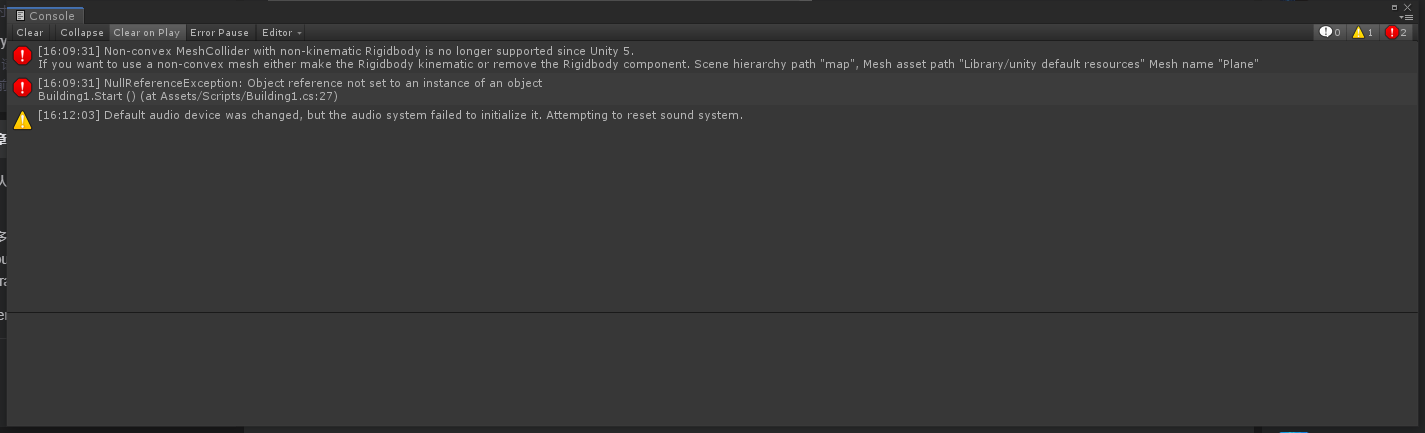 Console
Clear Collapse Clear on Play Error Pause Editor 0 1 2
[16:09:31] Non-convex MeshCollider with non-kinematic Rigidbody is no longer supported since Unity 5.
If you want to use a non-convex mesh either make the Rigidbody kinematic or remove the Rigidbody component. Scene hierarchy path "map", Mesh asset path "Library/unity default resources" Mesh name "Plane"
[16:09:31] NullReferenceException: Object reference not set to an instance of an object
Building1.Start () (at Assets/Scripts/Building1.cs:27)
[16:12:03] Default audio device was changed, but the audio system failed to initialize it. Attempting to reset sound system.